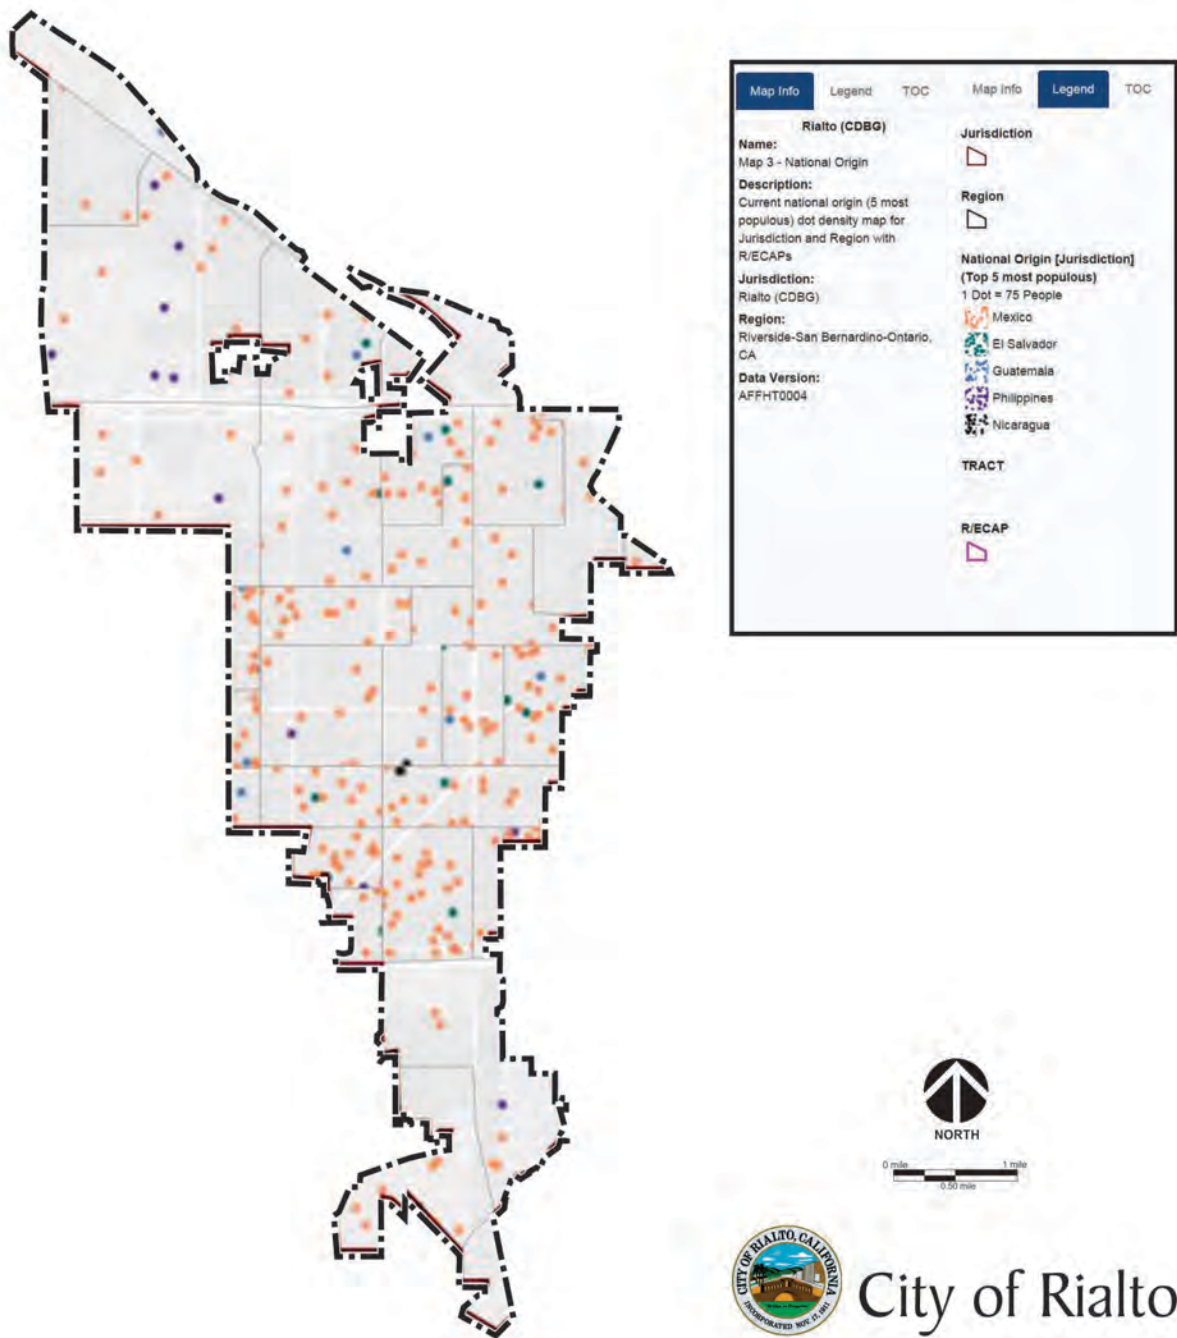 Map Info Legend TOC
Rialto (CDBG)
Name:
Map 3 - National Origin
Description:
Current national origin (5 most
populous) dot density map for
Jurisdiction and Region with
R/ECAPs
Jurisdiction:
Rialto (CDBG)
Region:
Riverside-San Bernardino-Ontario,
CA
Data Version:
AFFHT0004
Map Info Legend TOC
Jurisdiction
Region
National Origin [Jurisdiction]
(Top 5 most populous)
1 Dot = 75 People
Mexico
El Salvador
Guatemala
Philippines
Nicaragua
TRACT
R/ECAP
NORTH
0 mile 1 mile
0.50 mile
CITY OF RIALTO, CALIFORNIA
INCORPORATED NOV. 17, 1911
City of Rialto